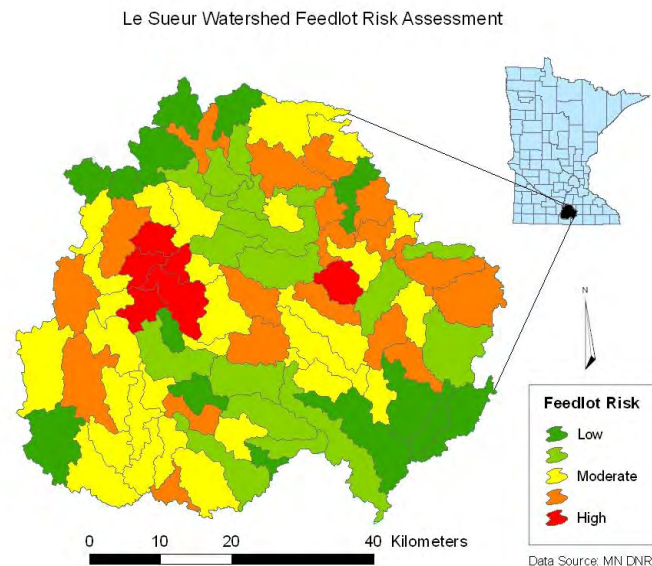 Le Sueur Watershed Feedlot Risk Assessment
N
Feedlot Risk
Low
Moderate
High
0 10 20 40 Kilometers
Data Source: MN DNR